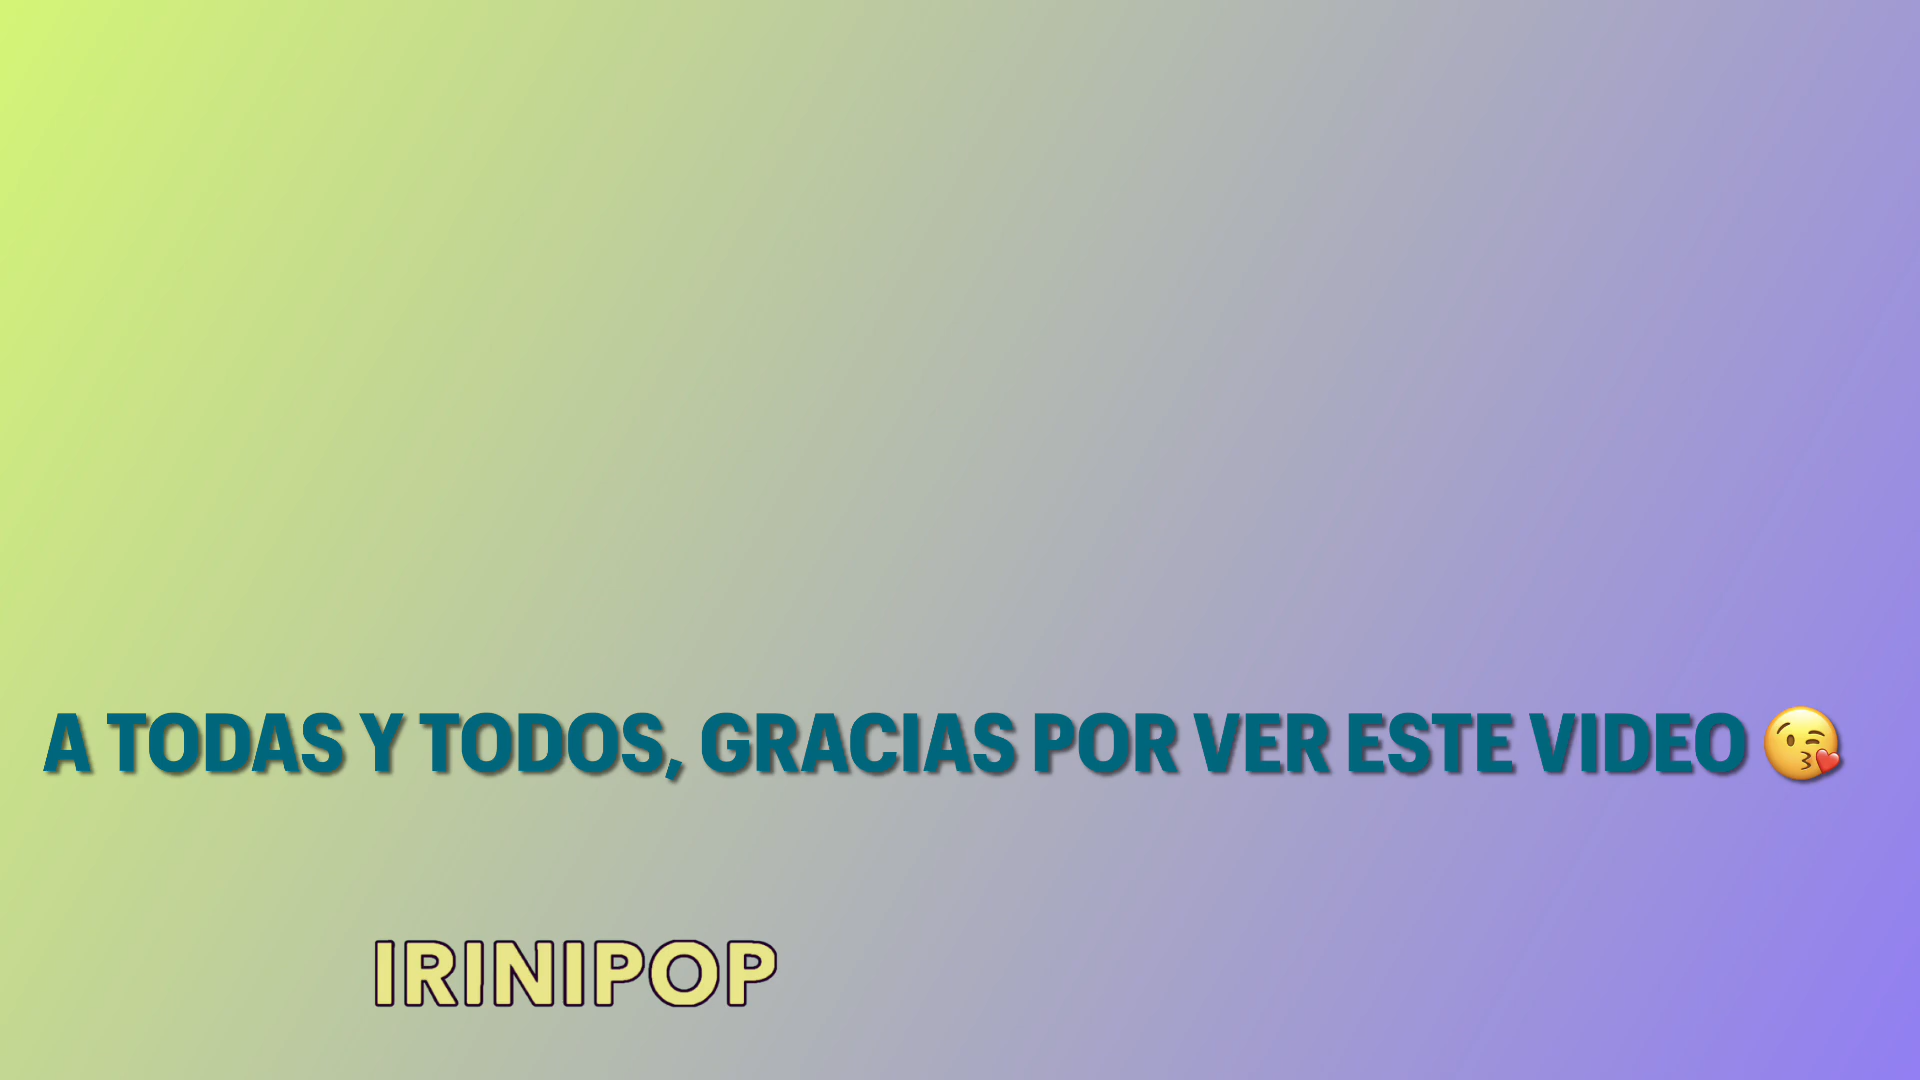 A TODAS Y TODOS, GRACIAS POR VER ESTE VIDEO 😘
IRINIPOP